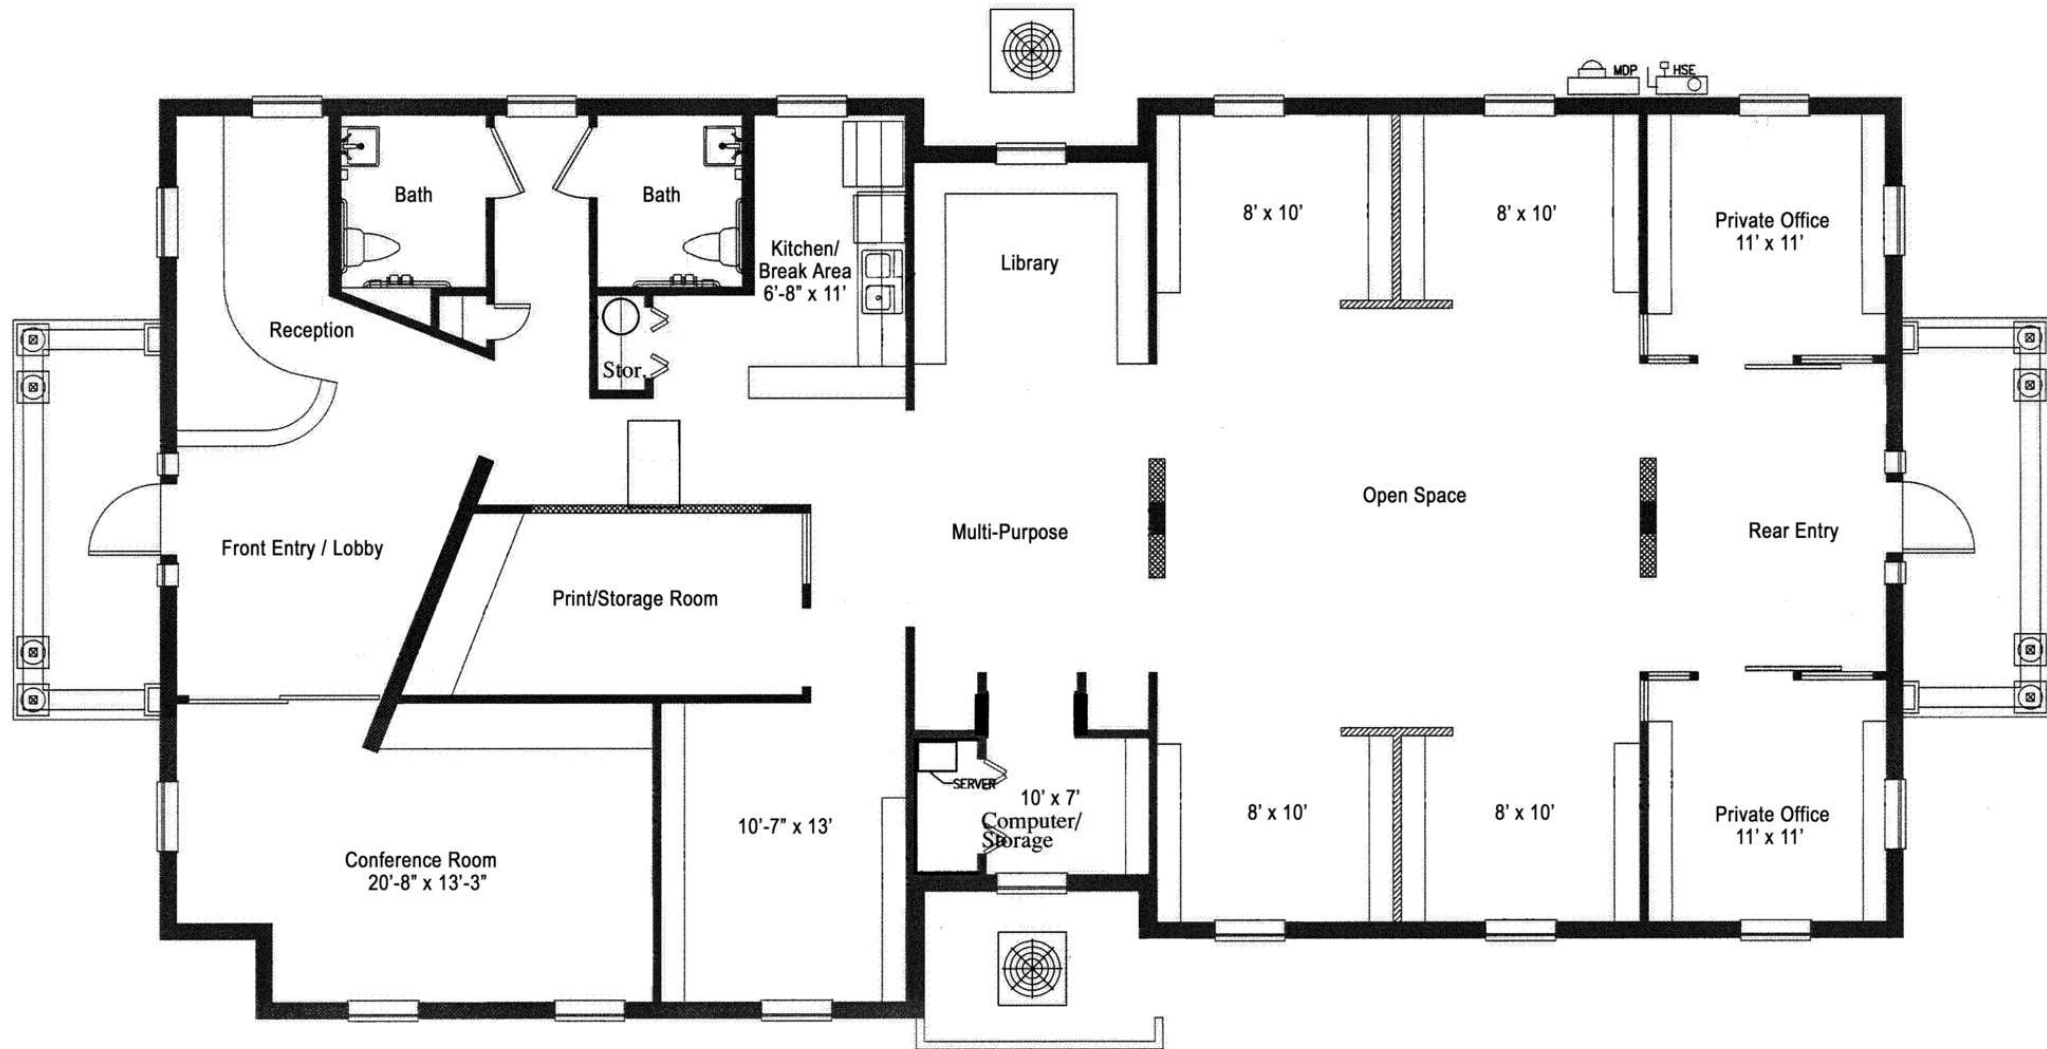 MDP
HSE
Bath
Bath
Kitchen/
Break Area
6'-8" x 11'
Library
8' x 10'
8' x 10'
Private Office
11' x 11'
Reception
Stor.
Front Entry / Lobby
Print/Storage Room
Multi-Purpose
Open Space
Rear Entry
SERVER
10' x 7'
Computer/
Storage
10'-7" x 13'
8' x 10'
8' x 10'
Private Office
11' x 11'
Conference Room
20'-8" x 13'-3"